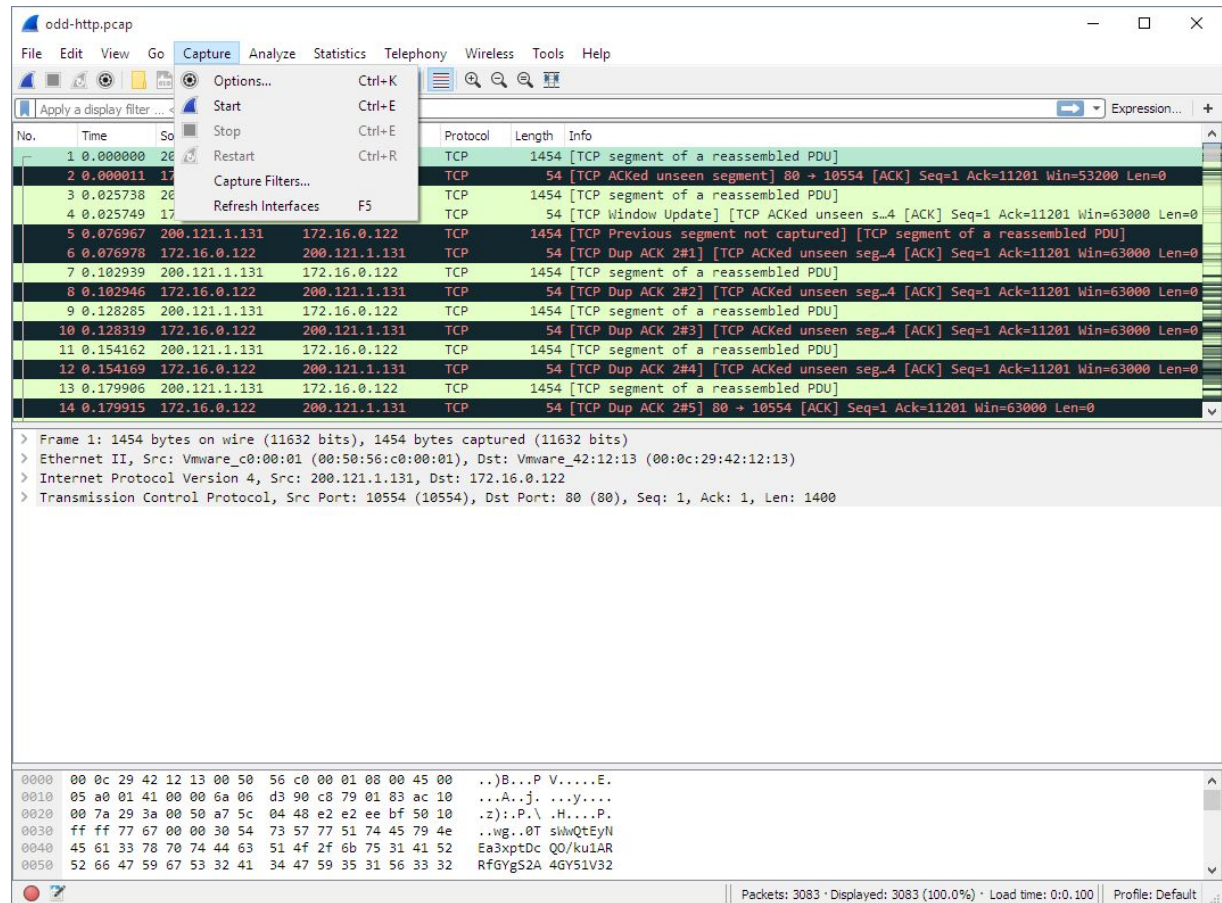 odd-http.pcap
File Edit View Go Capture Analyze Statistics Telephony Wireless Tools Help
Options... Ctrl+K
Start Ctrl+E
Stop Ctrl+E
Restart Ctrl+R
Capture Filters...
Refresh Interfaces F5
Apply a display filter ... < Expression... +
No. Time So Protocol Length Info
1 0.000000 20 TCP 1454 [TCP segment of a reassembled PDU]
2 0.000011 17 TCP 54 [TCP ACKed unseen segment] 80 → 10554 [ACK] Seq=1 Ack=11201 Win=53200 Len=0
3 0.025738 20 TCP 1454 [TCP segment of a reassembled PDU]
4 0.025749 17 TCP 54 [TCP Window Update] [TCP ACKed unseen s…4 [ACK] Seq=1 Ack=11201 Win=63000 Len=0
5 0.076967 200.121.1.131 172.16.0.122 TCP 1454 [TCP Previous segment not captured] [TCP segment of a reassembled PDU]
6 0.076978 172.16.0.122 200.121.1.131 TCP 54 [TCP Dup ACK 2#1] [TCP ACKed unseen seg…4 [ACK] Seq=1 Ack=11201 Win=63000 Len=0
7 0.102939 200.121.1.131 172.16.0.122 TCP 1454 [TCP segment of a reassembled PDU]
8 0.102946 172.16.0.122 200.121.1.131 TCP 54 [TCP Dup ACK 2#2] [TCP ACKed unseen seg…4 [ACK] Seq=1 Ack=11201 Win=63000 Len=0
9 0.128285 200.121.1.131 172.16.0.122 TCP 1454 [TCP segment of a reassembled PDU]
10 0.128319 172.16.0.122 200.121.1.131 TCP 54 [TCP Dup ACK 2#3] [TCP ACKed unseen seg…4 [ACK] Seq=1 Ack=11201 Win=63000 Len=0
11 0.154162 200.121.1.131 172.16.0.122 TCP 1454 [TCP segment of a reassembled PDU]
12 0.154169 172.16.0.122 200.121.1.131 TCP 54 [TCP Dup ACK 2#4] [TCP ACKed unseen seg…4 [ACK] Seq=1 Ack=11201 Win=63000 Len=0
13 0.179906 200.121.1.131 172.16.0.122 TCP 1454 [TCP segment of a reassembled PDU]
14 0.179915 172.16.0.122 200.121.1.131 TCP 54 [TCP Dup ACK 2#5] 80 → 10554 [ACK] Seq=1 Ack=11201 Win=63000 Len=0
> Frame 1: 1454 bytes on wire (11632 bits), 1454 bytes captured (11632 bits)
> Ethernet II, Src: Vmware_c0:00:01 (00:50:56:c0:00:01), Dst: Vmware_42:12:13 (00:0c:29:42:12:13)
> Internet Protocol Version 4, Src: 200.121.1.131, Dst: 172.16.0.122
> Transmission Control Protocol, Src Port: 10554 (10554), Dst Port: 80 (80), Seq: 1, Ack: 1, Len: 1400
0000 00 0c 29 42 12 13 00 50 56 c0 00 01 08 00 45 00 ..)B...P V.....E.
0010 05 a0 01 41 00 00 6a 06 d3 90 c8 79 01 83 ac 10 ...A..j. ...y....
0020 00 7a 29 3a 00 50 a7 5c 04 48 e2 e2 ee bf 50 10 .z):.P.\ .H....P.
0030 ff ff 77 67 00 00 30 54 73 57 77 51 74 45 79 4e ..wg..0T sWwQtEyN
0040 45 61 33 78 70 74 44 63 51 4f 2f 6b 75 31 41 52 Ea3xptDc QO/ku1AR
0050 52 66 47 59 67 53 32 41 34 47 59 35 31 56 33 32 RfGYgS2A 4GY51V32
Packets: 3083 · Displayed: 3083 (100.0%) · Load time: 0:0.100 Profile: Default